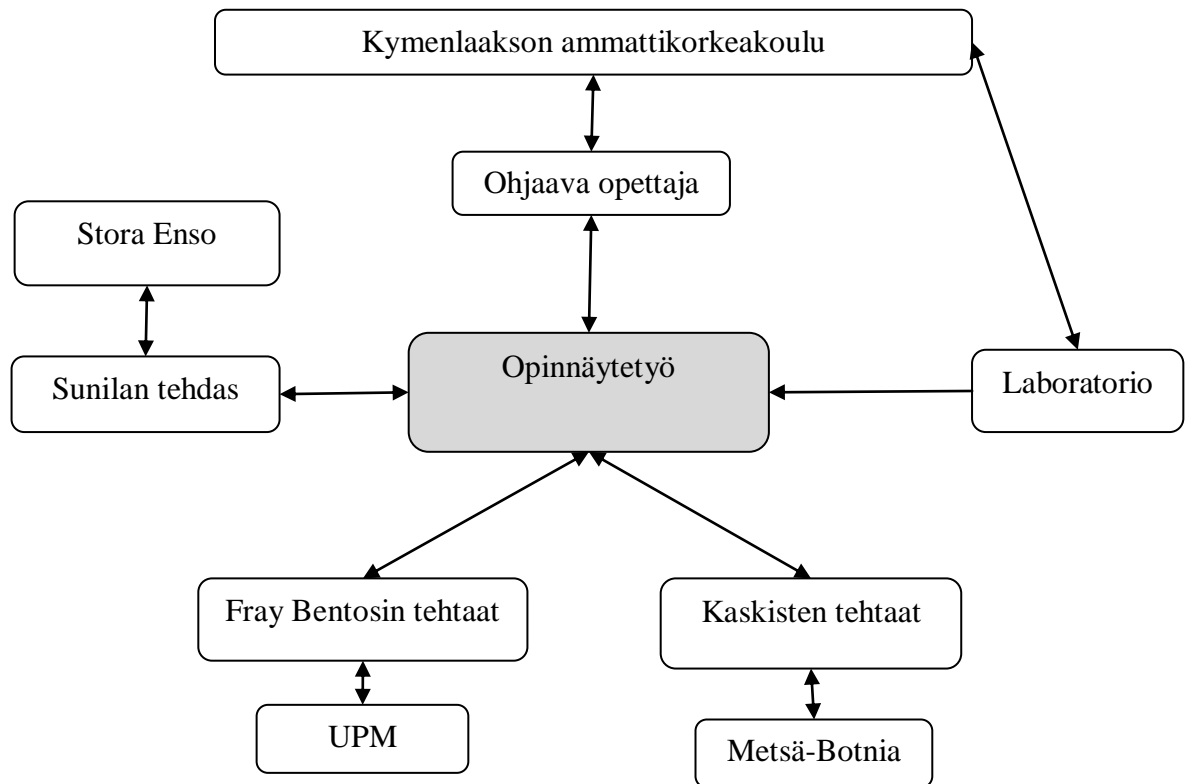 Kymenlaakson ammattikorkeakoulu
Ohjaava opettaja
Stora Enso
Opinnäytetyö
Sunilan tehdas
Laboratorio
Fray Bentosin tehtaat
Kaskisten tehtaat
UPM
Metsä-Botnia